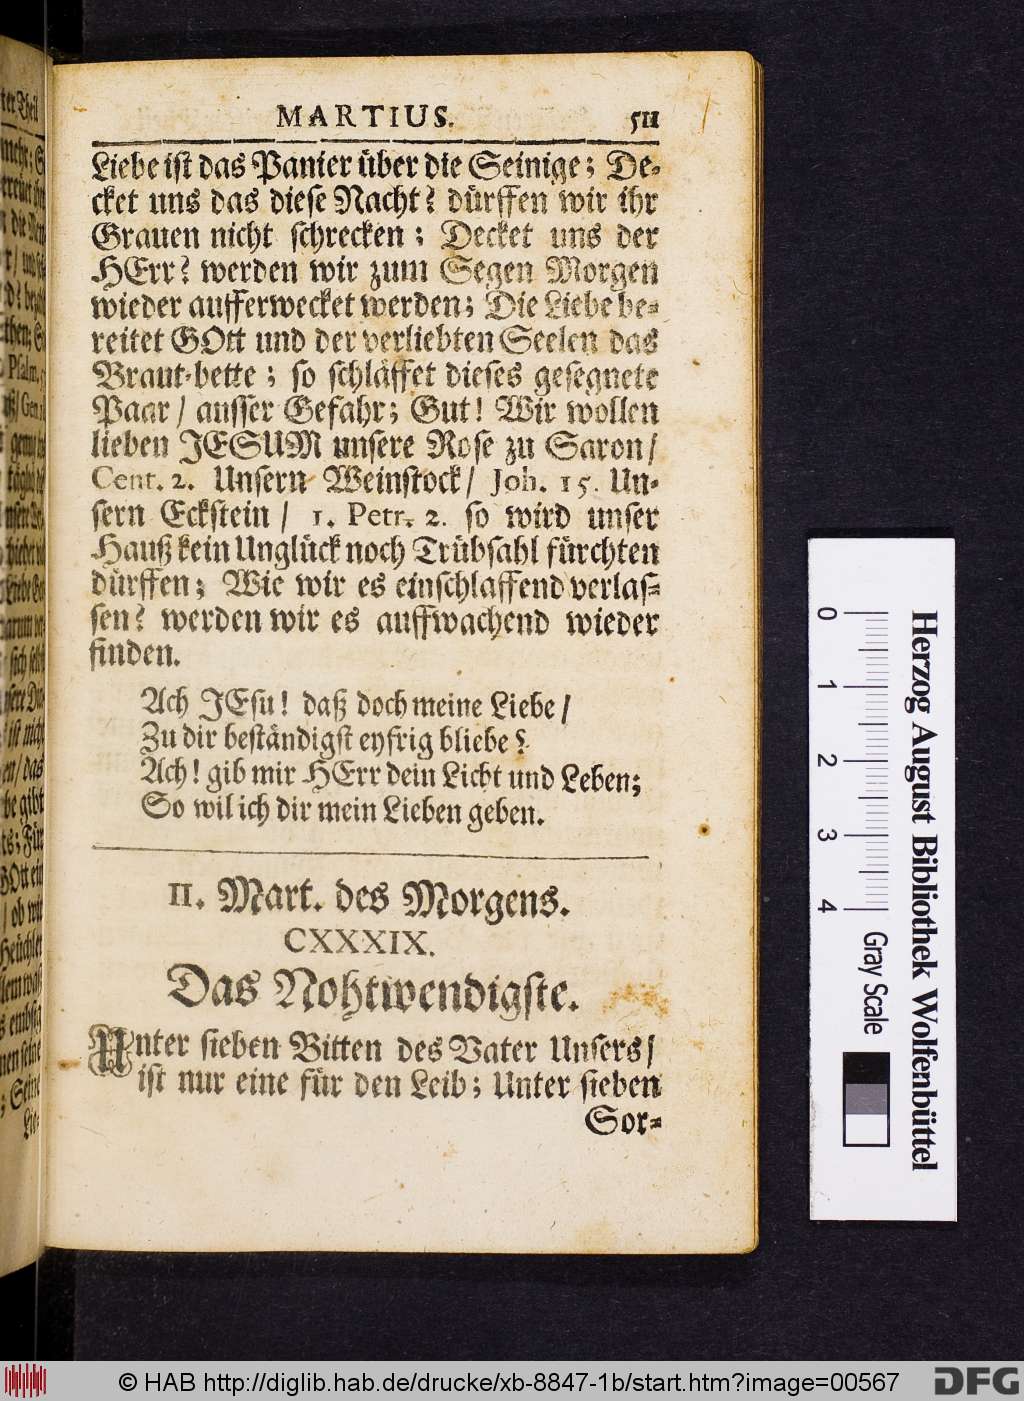 MARTIUS. 511
Liebe ist das Panier über die Seinige; De-
cket uns das diese Nacht? dürffen wir ihr
Grauen nicht schrecken; Decket uns der
HErr? werden wir zum Segen Morgen
wieder aufferwecket werden; Die Liebe be-
reitet GOtt und der verliebten Seelen das
Braut-bette; so schläffet dieses gesegnete
Paar / ausser Gefahr; Gut! Wir wollen
lieben JESUM unsere Rose zu Saron /
Cent. 2. Unsern Weinstock / Joh. 15. Un-
sern Eckstein / 1. Petr. 2. so wird unser
Hauß kein Unglück noch Trübsahl fürchten
dürffen; Wie wir es einschlaffend verlas-
sen? werden wir es auffwachend wieder
finden.
Ach JEsu! daß doch meine Liebe /
Zu dir beständigst eyfrig bliebe?
Ach! gib mir HErr dein Licht und Leben;
So wil ich dir mein Lieben geben.
II. Mart. des Morgens.
CXXXIX.
Das Nohtwendigste.
Unter sieben Bitten des Vater Unsers /
ist nur eine für den Leib; Unter sieben
Sor-
0 1 2 3 4 Gray Scale
Herzog August Bibliothek Wolfenbüttel
© HAB http://diglib.hab.de/drucke/xb-8847-1b/start.htm?image=00567
DFG